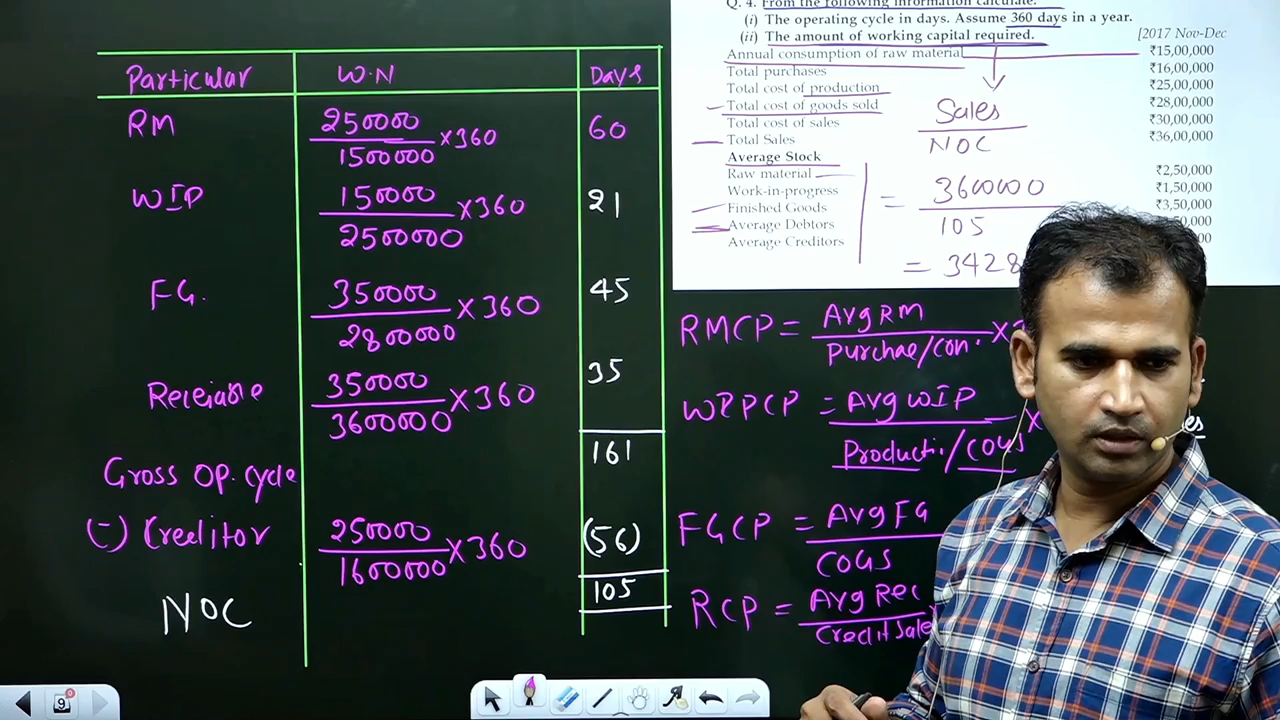 Q. 4. From the following information calculate:
(i) The operating cycle in days. Assume 360 days in a year.
(ii) The amount of working capital required.
[2017 Nov-Dec
Annual consumption of raw material ₹15,00,000
Total purchases ₹16,00,000
Total cost of production ₹25,00,000
Total cost of goods sold ₹28,00,000
Total cost of sales ₹30,00,000
Total Sales ₹36,00,000
Average Stock
Raw material ₹2,50,000
Work-in-progress ₹1,50,000
Finished Goods ₹3,50,000
Average Debtors
Average Creditors
Sales
NOC
= 3600000
105
= 3428
Particular W.N Days
RM 250000 60
1500000 ×360
WIP 150000 ×360 21
2500000
FG. 350000 ×360 45
2800000
Receiable 350000 ×360 35
3600000
Gross Op. cycle 161
(-) Creditor 250000 ×360 (56)
1600000
NOC 105
RMCP = Avg RM ×
Purchae/Con.
WIPCP = Avg WIP ×
Producti./COGS
FGCP = Avg FG
COGS
RCP = Avg Rec
Credit Sale
9